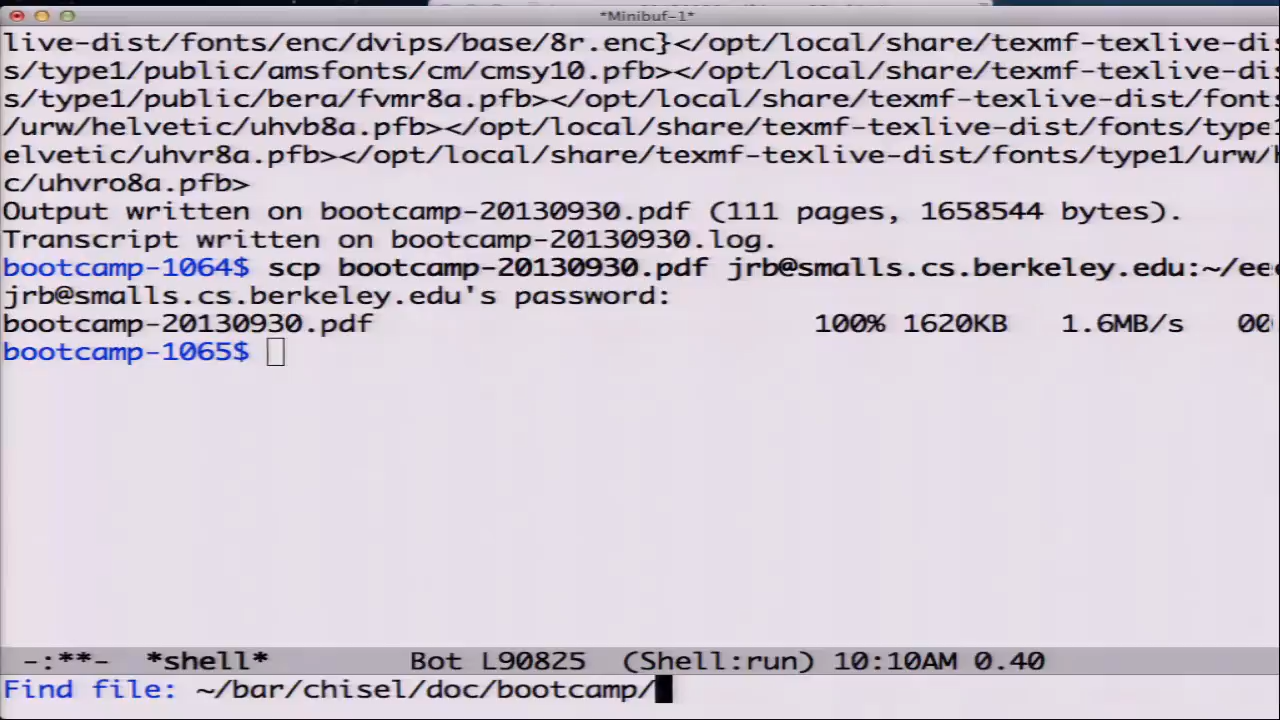 *Minibuf-1*
live-dist/fonts/enc/dvips/base/8r.enc}</opt/local/share/texmf-texlive-dis
s/type1/public/amsfonts/cm/cmsy10.pfb></opt/local/share/texmf-texlive-dis
s/type1/public/bera/fvmr8a.pfb></opt/local/share/texmf-texlive-dist/fonts
/urw/helvetic/uhvb8a.pfb></opt/local/share/texmf-texlive-dist/fonts/type1
elvetic/uhvr8a.pfb></opt/local/share/texmf-texlive-dist/fonts/type1/urw/h
c/uhvro8a.pfb>
Output written on bootcamp-20130930.pdf (111 pages, 1658544 bytes).
Transcript written on bootcamp-20130930.log.
bootcamp-1064$ scp bootcamp-20130930.pdf jrb@smalls.cs.berkeley.edu:~/eec
jrb@smalls.cs.berkeley.edu's password:
bootcamp-20130930.pdf 100% 1620KB 1.6MB/s 00
bootcamp-1065$
-:**- *shell* Bot L90825 (Shell:run) 10:10AM 0.40
Find file: ~/bar/chisel/doc/bootcamp/